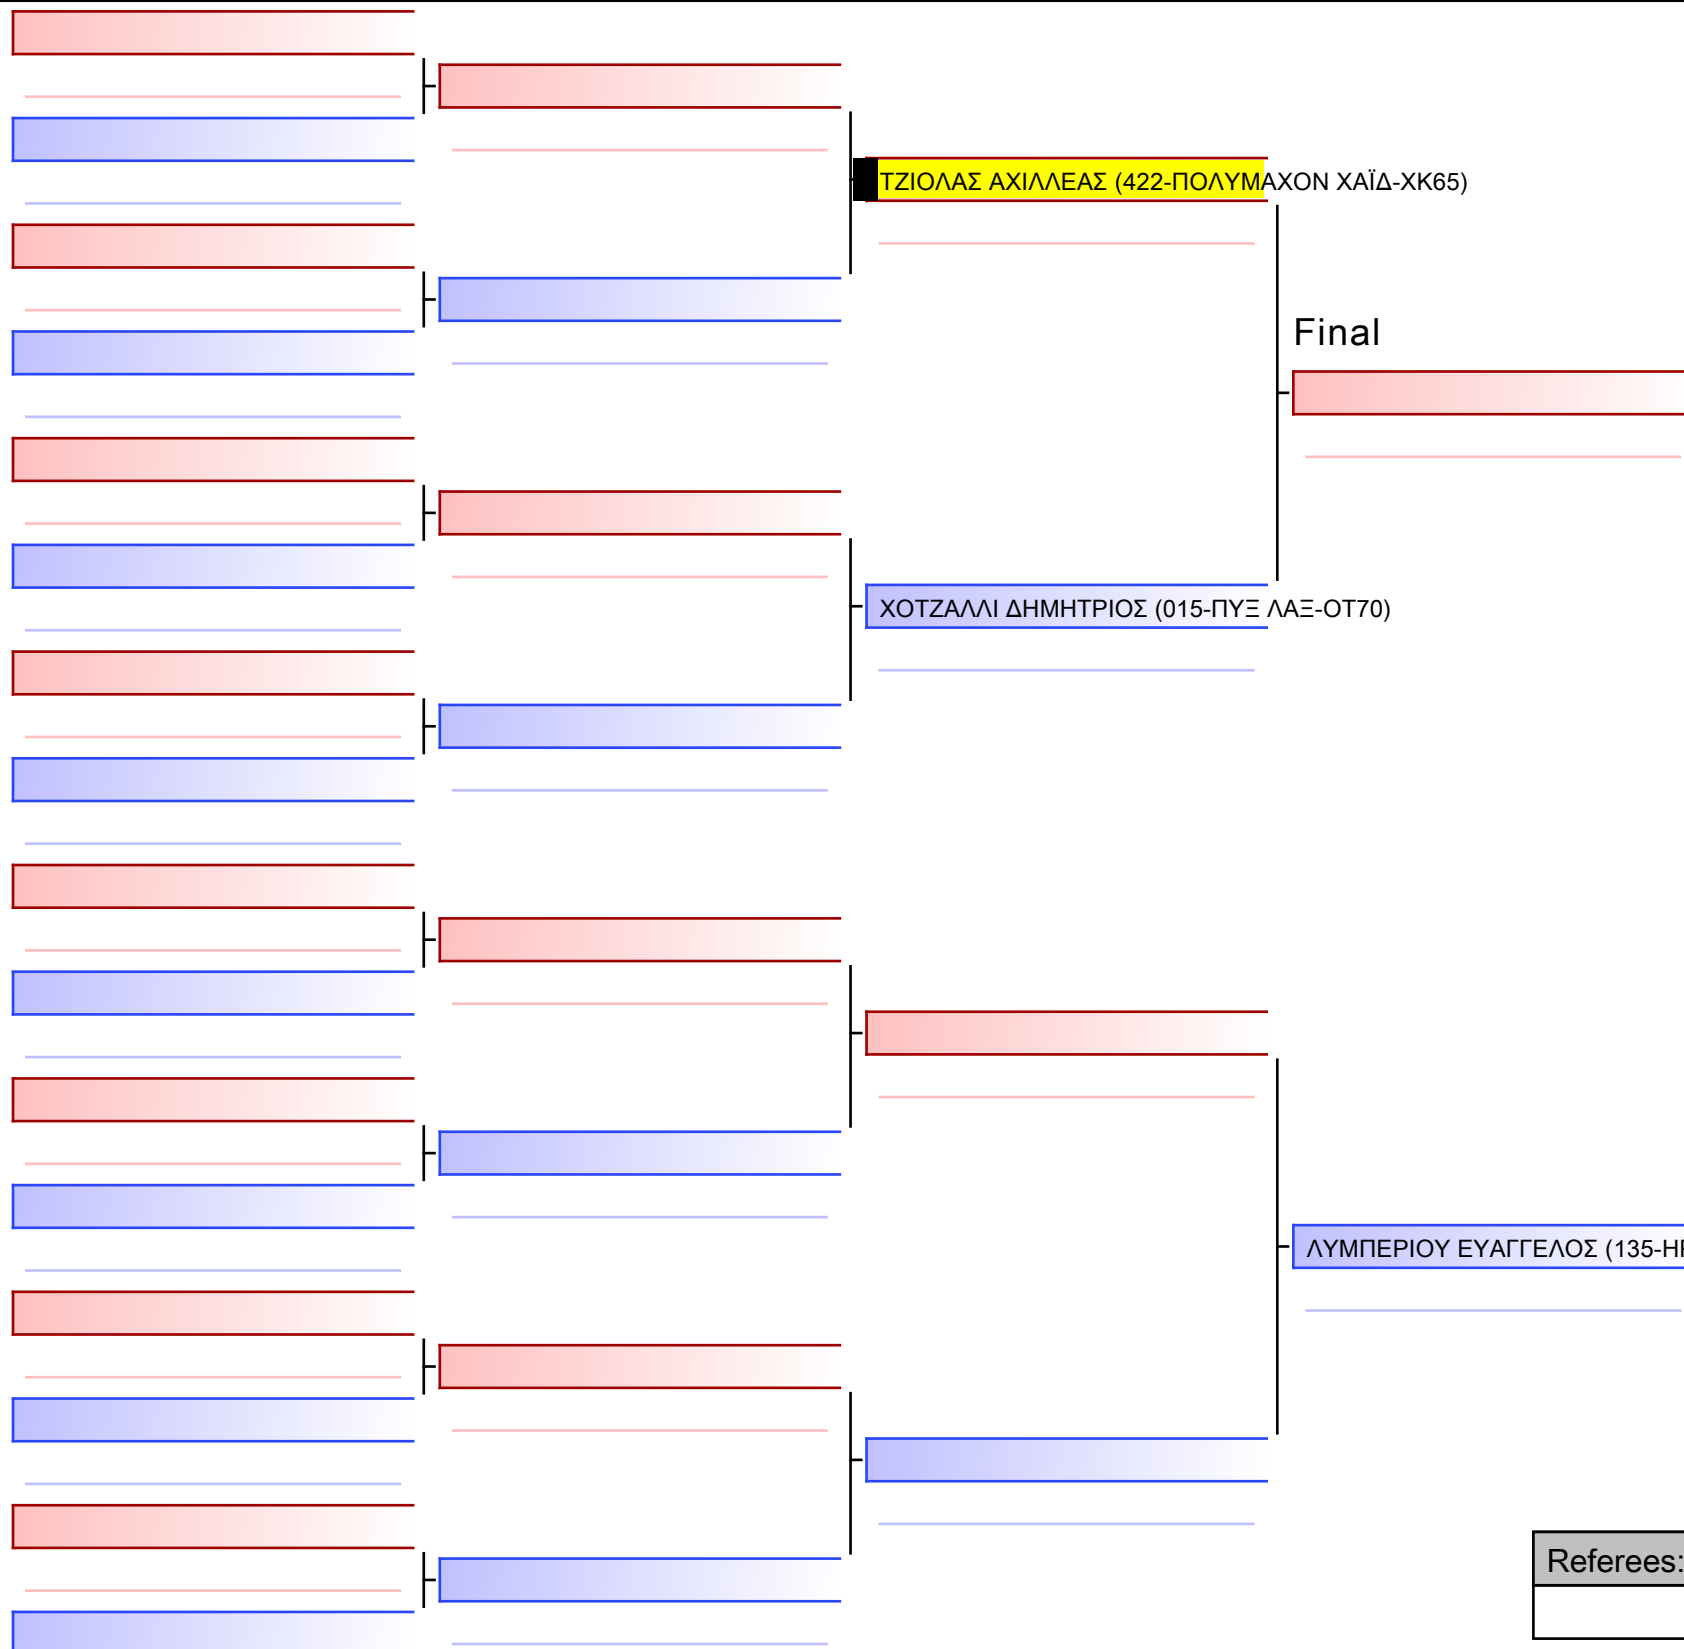 ΤΖΙΟΛΑΣ ΑΧΙΛΛΕΑΣ (422-ΠΟΛΥΜΑΧΟΝ ΧΑΪΔ-ΧΚ65)
Final
ΧΟΤΖΑΛΛΙ ΔΗΜΗΤΡΙΟΣ (015-ΠΥΞ ΛΑΞ-ΟΤ70)
ΛΥΜΠΕΡΙΟΥ ΕΥΑΓΓΕΛΟΣ (135-
Referees: